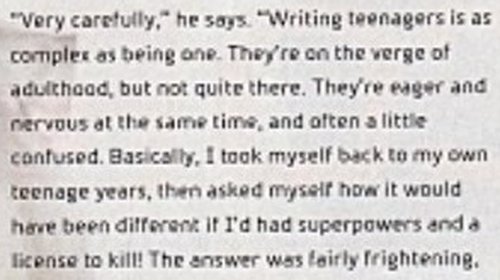 "Very carefully," he says. "Writing teenagers is as
complex as being one. They're on the verge of
adulthood, but not quite there. They're eager and
nervous at the same time, and often a little
confused. Basically, I took myself back to my own
teenage years, then asked myself how it would
have been different if I'd had superpowers and a
license to kill! The answer was fairly frightening,